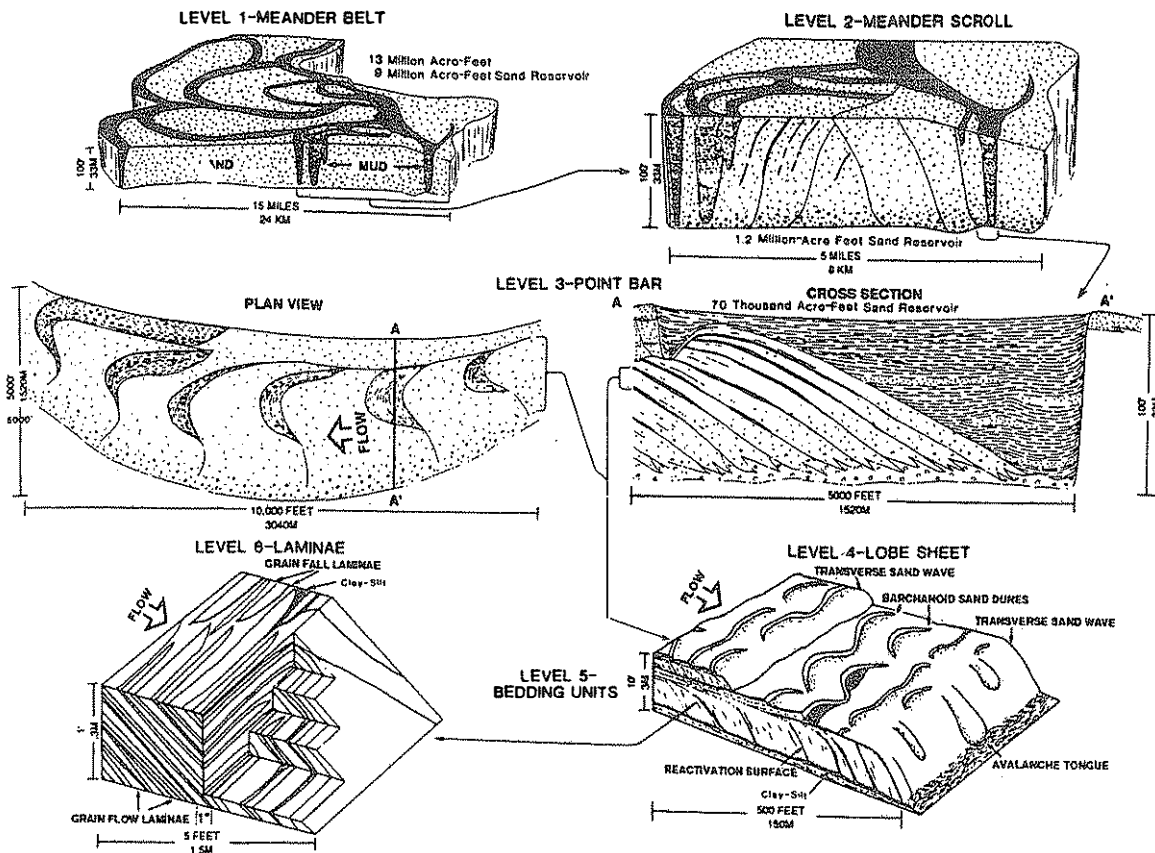 LEVEL 1-MEANDER BELT
13 Million Acre-Feet
9 Million Acre-Feet Sand Reservoir
100'
33M
ND
MUD
15 MILES
24 KM
LEVEL 2-MEANDER SCROLL
100'
33M
1.2 Million-Acre Feet Sand Reservoir
5 MILES
8 KM
LEVEL 3-POINT BAR
PLAN VIEW
5000'
1520M
5000'
A
FLOW
A'
10,000 FEET
3040M
CROSS SECTION
A
70 Thousand Acre-Feet Sand Reservoir
A'
100'
5000 FEET
1520M
LEVEL 6-LAMINAE
GRAIN FALL LAMINAE
Clay-Silt
FLOW
1'
.3M
GRAIN FLOW LAMINAE
1"
5 FEET
1.5M
LEVEL 5-
BEDDING UNITS
LEVEL 4-LOBE SHEET
TRANSVERSE SAND WAVE
FLOW
BARCHANOID SAND DUNES
TRANSVERSE SAND WAVE
10'
3M
REACTIVATION SURFACE
Clay-Silt
AVALANCHE TONGUE
500 FEET
150M